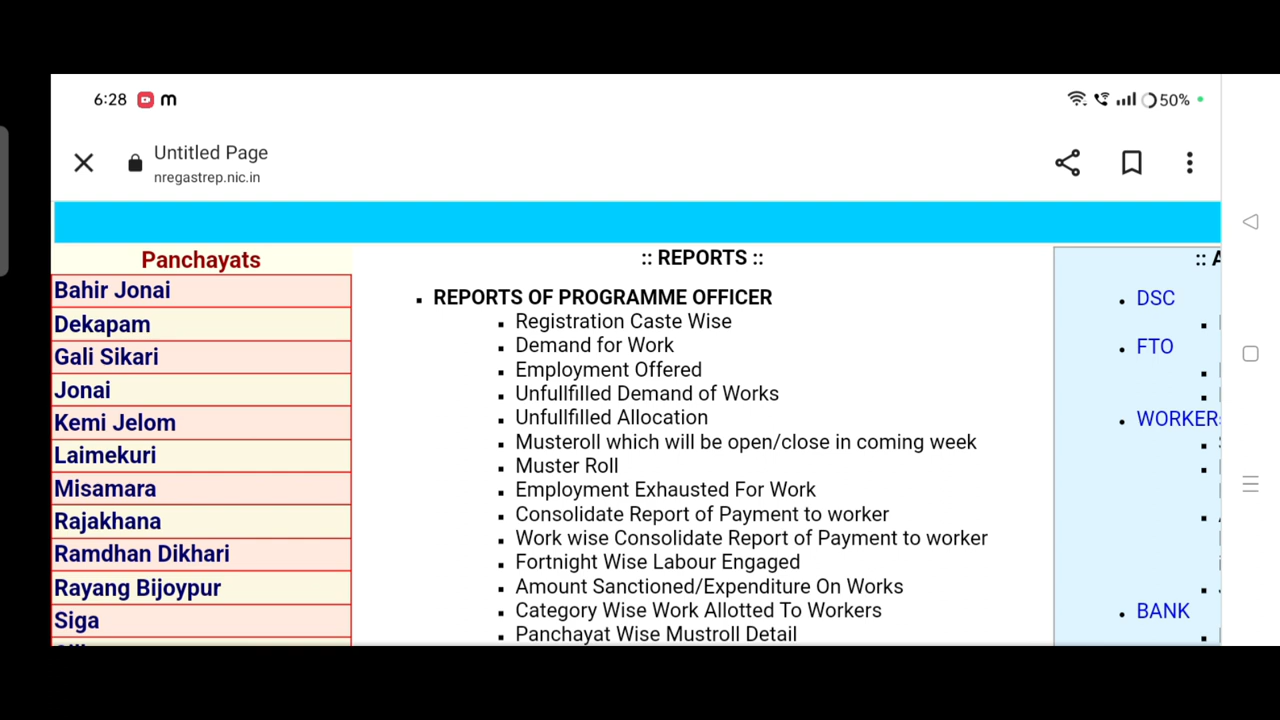 6:28 m 50%
Untitled Page
nregastrep.nic.in
Panchayats
Bahir Jonai
Dekapam
Gali Sikari
Jonai
Kemi Jelom
Laimekuri
Misamara
Rajakhana
Ramdhan Dikhari
Rayang Bijoypur
Siga
:: REPORTS ::
REPORTS OF PROGRAMME OFFICER
Registration Caste Wise
Demand for Work
Employment Offered
Unfullfilled Demand of Works
Unfullfilled Allocation
Musteroll which will be open/close in coming week
Muster Roll
Employment Exhausted For Work
Consolidate Report of Payment to worker
Work wise Consolidate Report of Payment to worker
Fortnight Wise Labour Engaged
Amount Sanctioned/Expenditure On Works
Category Wise Work Allotted To Workers
Panchayat Wise Mustroll Detail
:: A
DSC
FTO
WORKER
BANK